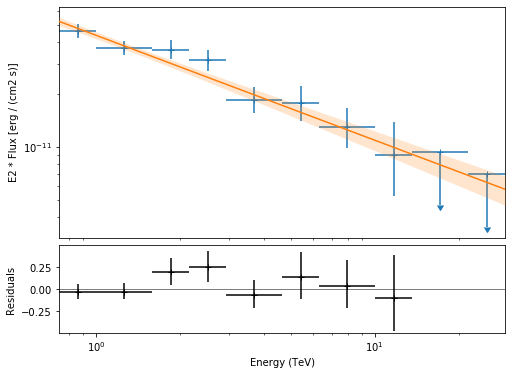 E2 * Flux [erg / (cm2 s)]
10⁻¹¹
Residuals
0.25
0.00
−0.25
10⁰
10¹
Energy (TeV)